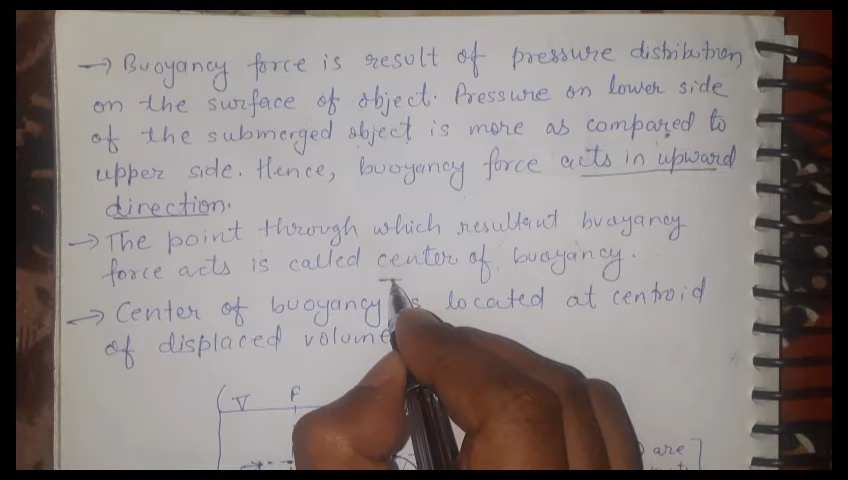 → Buoyancy force is result of pressure distribution
on the surface of object. Pressure on lower side
of the submerged object is more as compared to
upper side. Hence, buoyancy force acts in upward
direction.
→ The point through which resultant buoyancy
force acts is called center of buoyancy.
→ Center of buoyancy is located at centroid
of displaced volume
F
are